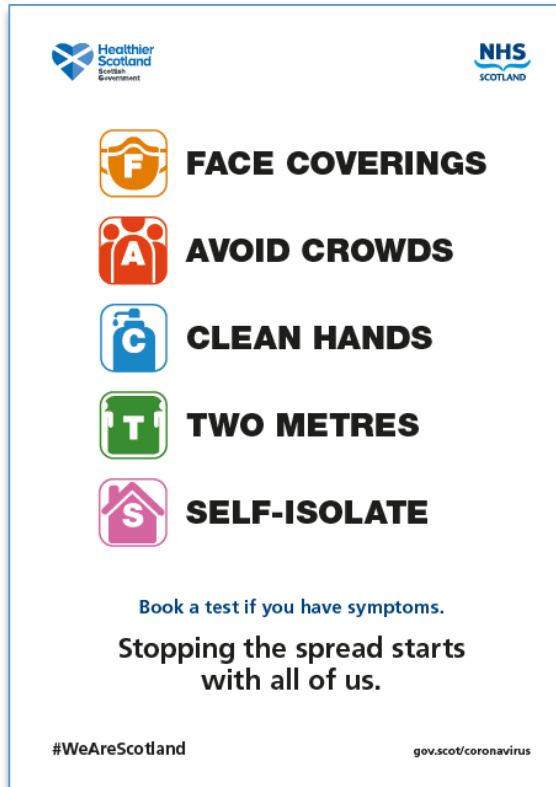 Healthier
Scotland
Scottish
Government
NHS
SCOTLAND
F FACE COVERINGS
A AVOID CROWDS
C CLEAN HANDS
T TWO METRES
S SELF-ISOLATE
Book a test if you have symptoms.
Stopping the spread starts
with all of us.
#WeAreScotland
gov.scot/coronavirus